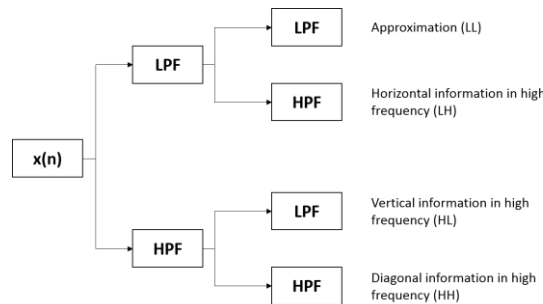 LPF
Approximation (LL)
LPF
HPF
Horizontal information in high
frequency (LH)
x(n)
LPF
Vertical information in high
frequency (HL)
HPF
HPF
Diagonal information in high
frequency (HH)